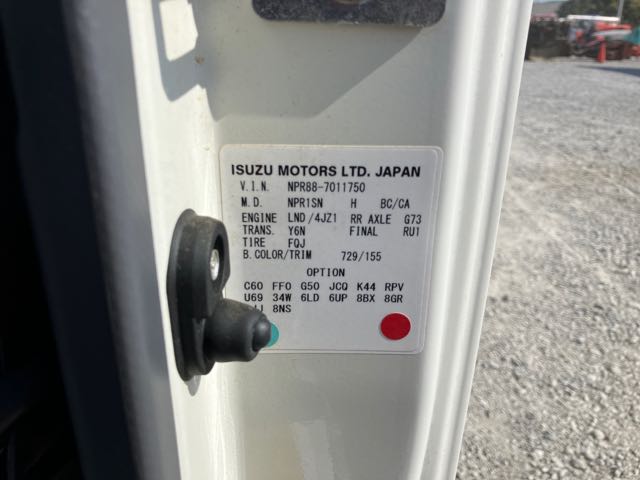 ISUZU MOTORS LTD. JAPAN
V.I.N. NPR88-7011750
M.D. NPR1SN H BC/CA
ENGINE LND/4JZ1 RR AXLE G73
TRANS. Y6N FINAL RU1
TIRE FQJ
B.COLOR/TRIM 729/155
OPTION
C60 FF0 G50 JCQ K44 RPV
U69 34W 6LD 6UP 8BX 8GR
8NS